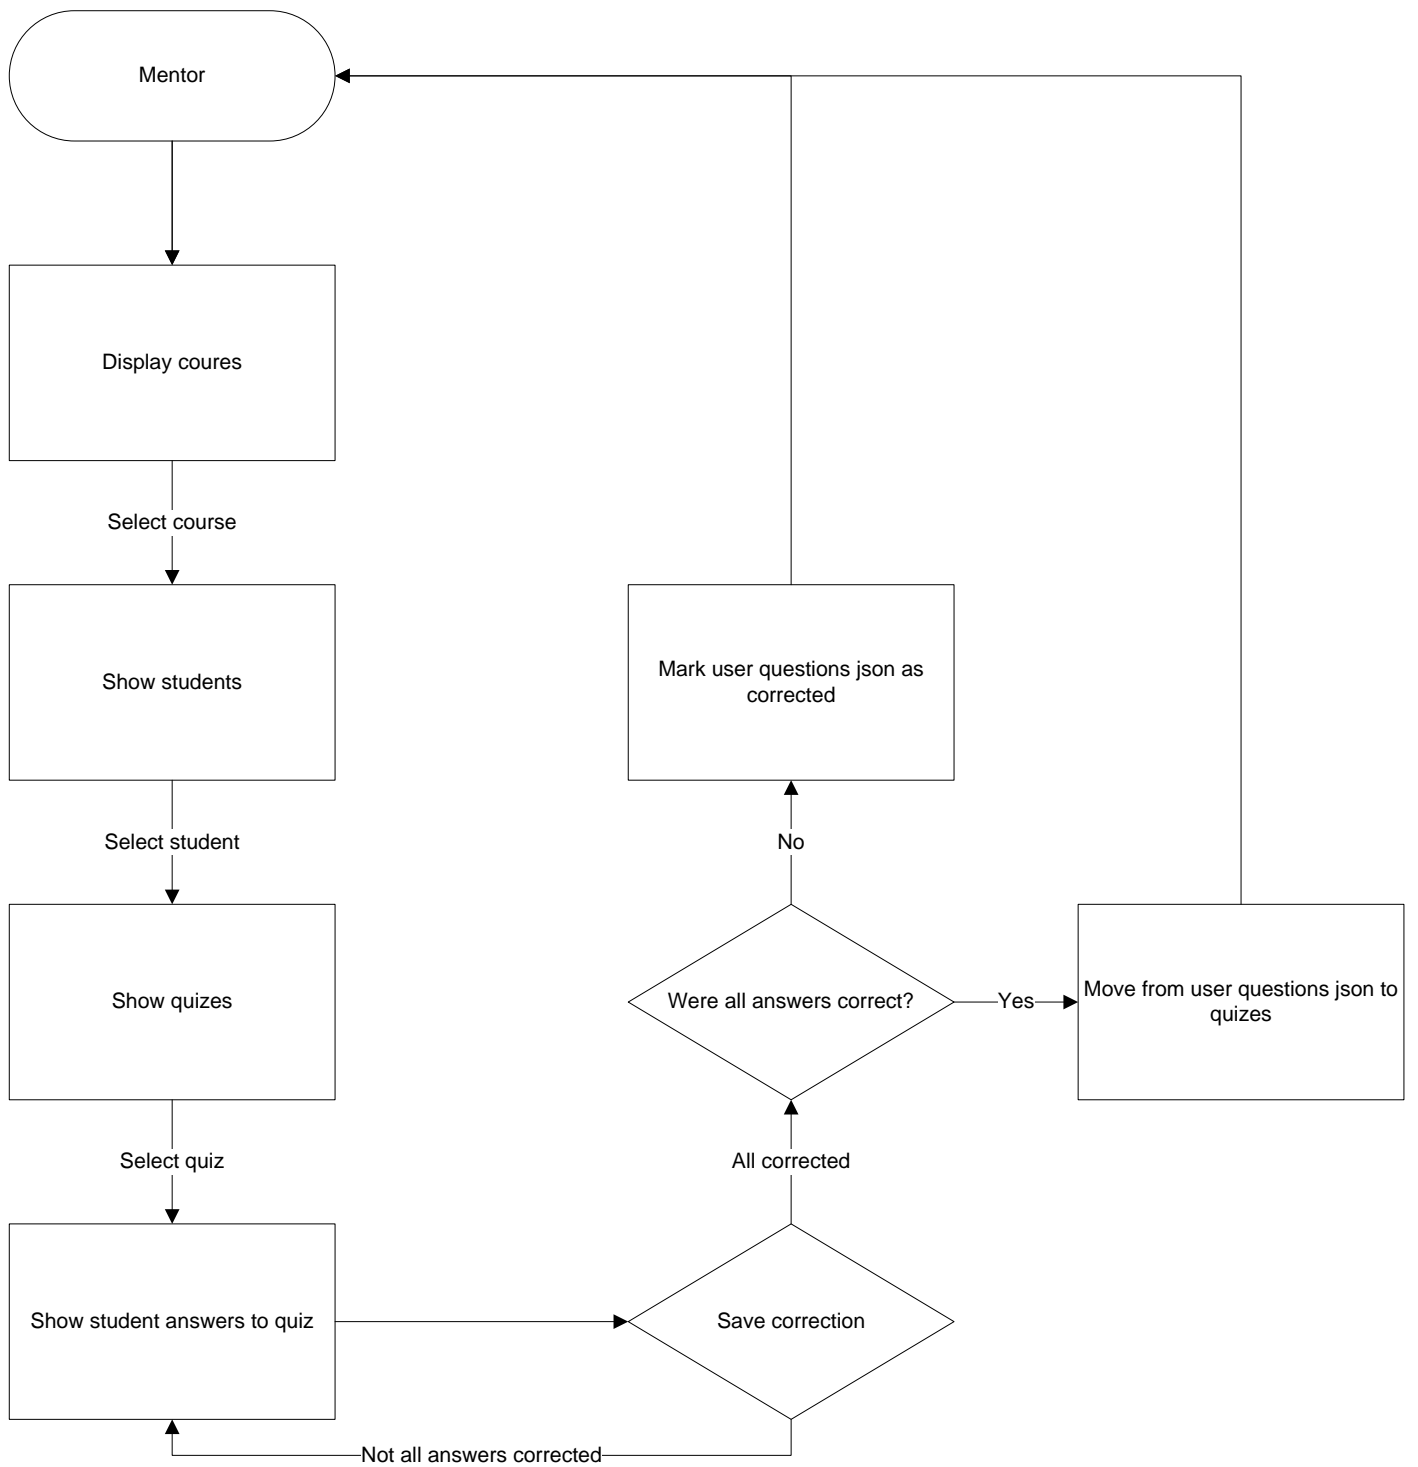 Mentor
Display coures
Select course
Show students
Select student
Show quizes
Select quiz
Show student answers to quiz
Not all answers corrected
Save correction
All corrected
Were all answers correct?
No
Mark user questions json as
corrected
Yes
Move from user questions json to
quizes